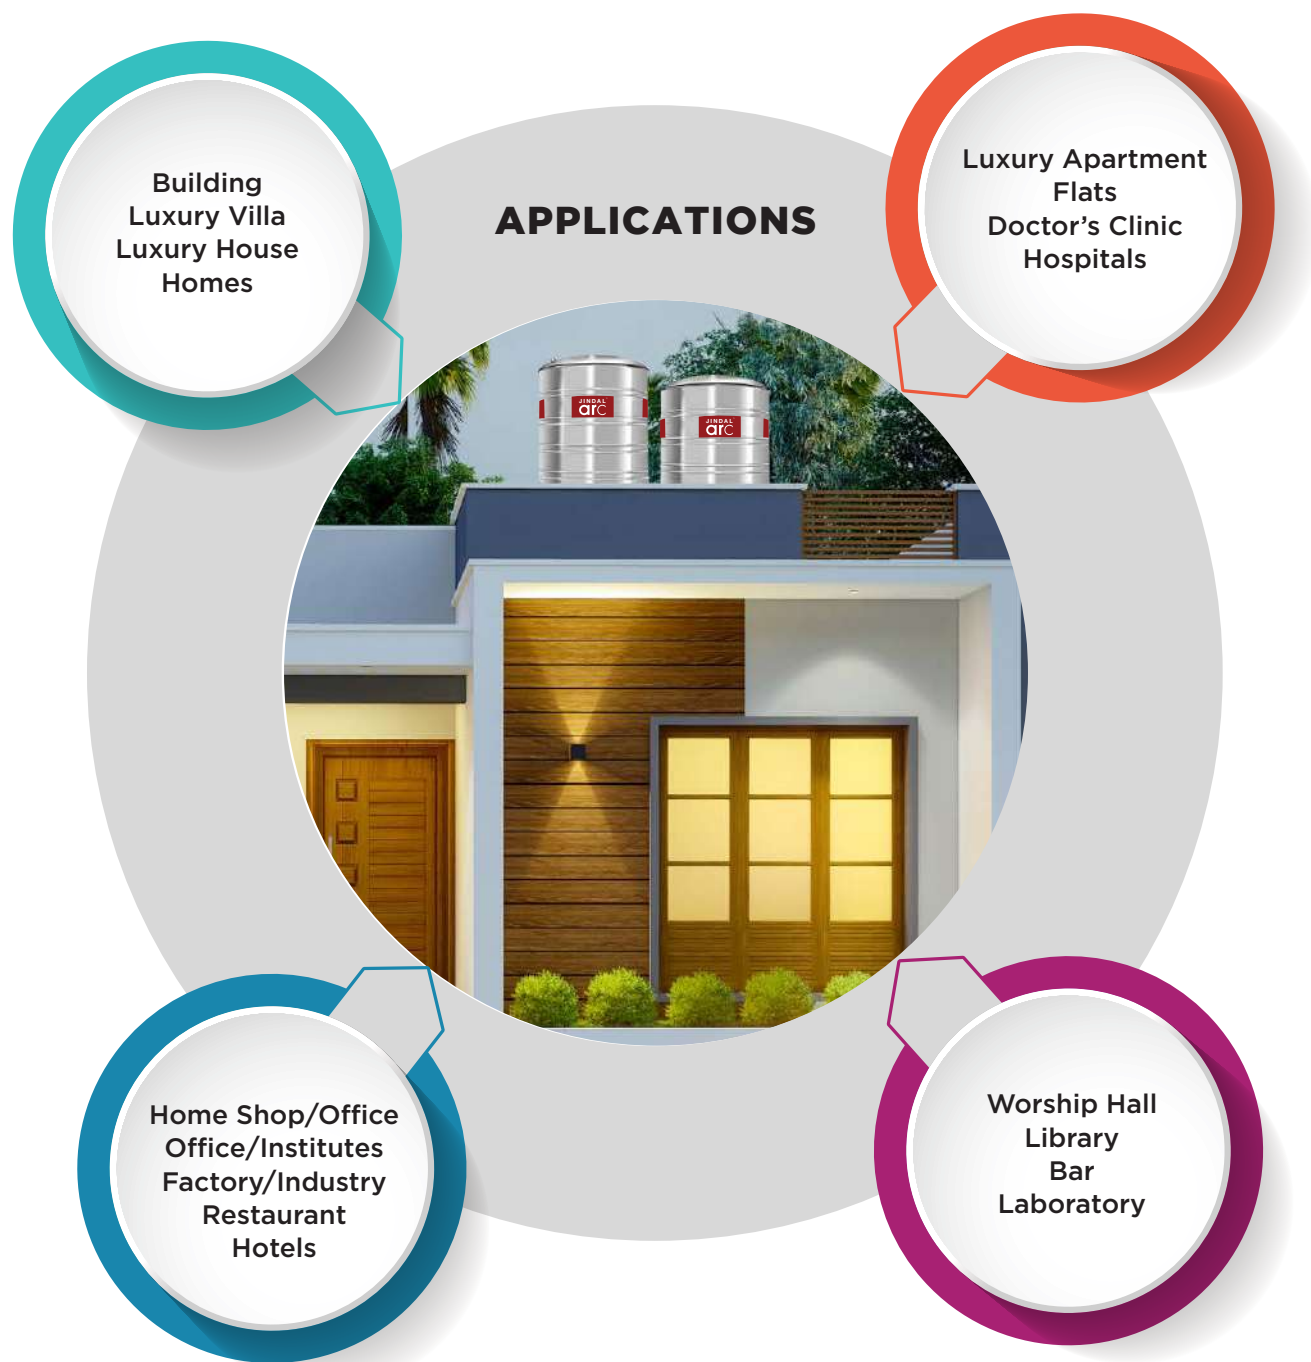 Building
Luxury Villa
Luxury House
Homes
APPLICATIONS
Luxury Apartment
Flats
Doctor’s Clinic
Hospitals
JINDAL
arc
JINDAL
arc
Home Shop/Office
Office/Institutes
Factory/Industry
Restaurant
Hotels
Worship Hall
Library
Bar
Laboratory